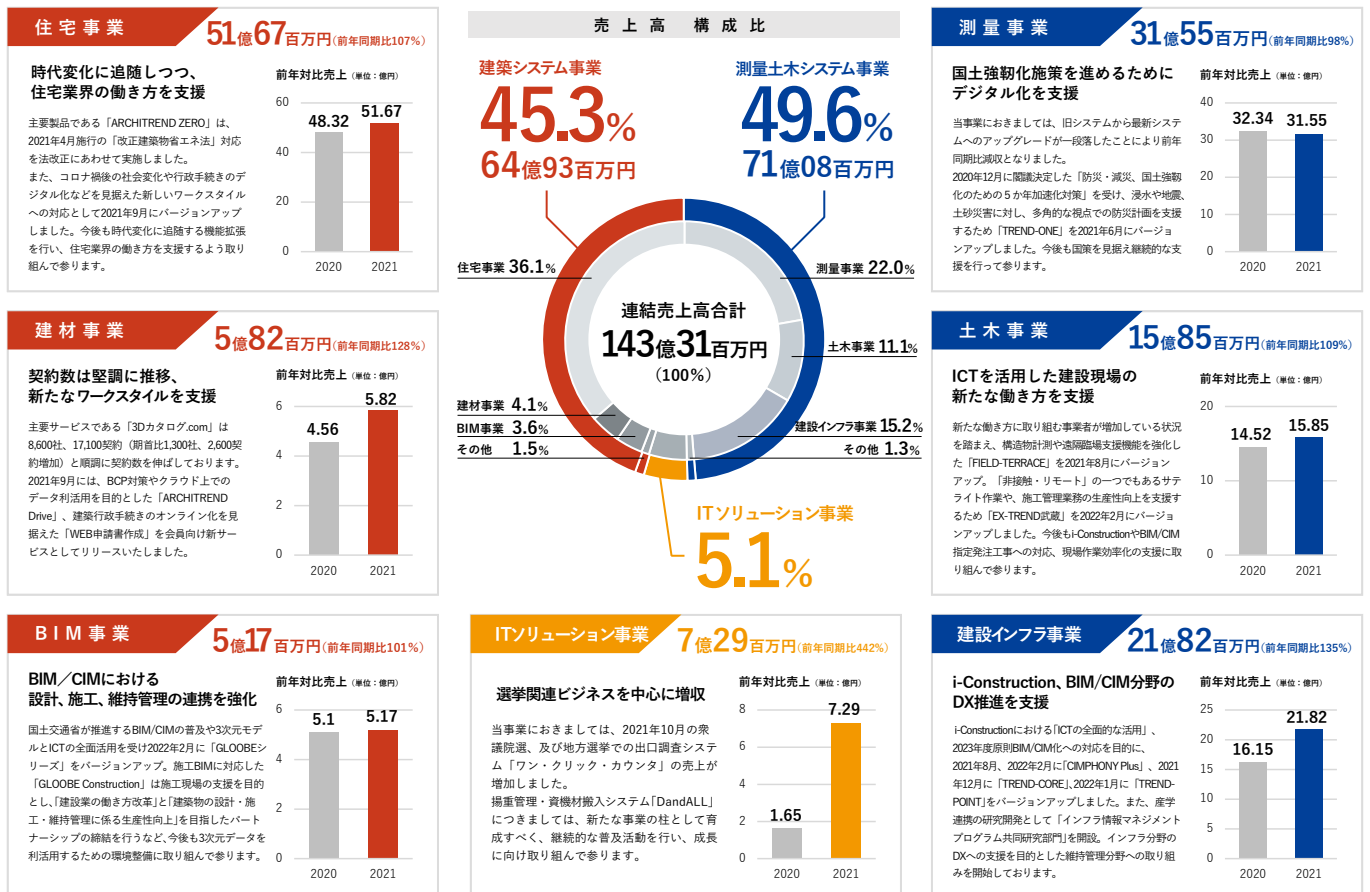 住宅事業
51億67百万円(前年同期比107%)
時代変化に追随しつつ、
住宅業界の働き方を支援
主要製品である「ARCHITREND ZERO」は、
2021年4月施行の「改正建築物省エネ法」対応
を法改正にあわせて実施しました。
また、コロナ禍後の社会変化や行政手続きのデ
ジタル化などを見据えた新しいワークスタイル
への対応として2021年9月にバージョンアップ
しました。今後も時代変化に追随する機能拡張
を行い、住宅業界の働き方を支援するよう取り
組んで参ります。
前年対比売上(単位:億円)
60
40
20
0
48.32
51.67
2020
2021
建材事業
5億82百万円(前年同期比128%)
契約数は堅調に推移、
新たなワークスタイルを支援
主要サービスである「3Dカタログ.com」は
8,600社、17,100契約(期首比1,300社、2,600契
約増加)と順調に契約数を伸ばしております。
2021年9月には、BCP対策やクラウド上での
データ利活用を目的とした「ARCHITREND
Drive」、建築行政手続きのオンライン化を見
据えた「WEB申請書作成」を会員向け新サー
ビスとしてリリースいたしました。
前年対比売上(単位:億円)
6
4
2
0
4.56
5.82
2020
2021
BIM事業
5億17百万円(前年同期比101%)
BIM/CIMにおける
設計、施工、維持管理の連携を強化
国土交通省が推進するBIM/CIMの普及や3次元モデ
ルとICTの全面活用を受け2022年2月に「GLOOBEシ
リーズ」をバージョンアップ。施工BIMに対応した
「GLOOBE Construction」は施工現場の支援を目的
とし、「建設業の働き方改革」と「建築物の設計・施
工・維持管理に係る生産性向上」を目指したパート
ナーシップの締結を行うなど、今後も3次元データを
利活用するための環境整備に取り組んで参ります。
前年対比売上(単位:億円)
6
4
2
0
5.1
5.17
2020
2021
売上高 構成比
建築システム事業
45.3%
64億93百万円
測量土木システム事業
49.6%
71億08百万円
住宅事業 36.1%
測量事業 22.0%
連結売上高合計
143億31百万円
(100%)
土木事業 11.1%
建材事業 4.1%
BIM事業 3.6%
その他 1.5%
建設インフラ事業 15.2%
その他 1.3%
ITソリューション事業
5.1%
ITソリューション事業
7億29百万円(前年同期比442%)
選挙関連ビジネスを中心に増収
当事業におきましては、2021年10月の衆
議院選、及び地方選挙での出口調査システ
ム「ワン・クリック・カウンタ」の売上が
増加しました。
揚重管理・資機材搬入システム「DandALL」
につきましては、新たな事業の柱として育
成すべく、継続的な普及活動を行い、成長
に向け取り組んで参ります。
前年対比売上(単位:億円)
8
6
4
2
0
1.65
7.29
2020
2021
測量事業
31億55百万円(前年同期比98%)
国土強靭化施策を進めるために
デジタル化を支援
当事業におきましては、旧システムから最新システ
ムへのアップグレードが一段落したことにより前年
同期比減収となりました。
2020年12月に閣議決定した「防災・減災、国土強靱
化のための5か年加速化対策」を受け、浸水や地震、
土砂災害に対し、多角的な視点での防災計画を支援
するため「TREND-ONE」を2021年6月にバージョ
ンアップしました。今後も国策を見据え継続的な支
援を行って参ります。
前年対比売上(単位:億円)
40
30
20
10
0
32.34
31.55
2020
2021
土木事業
15億85百万円(前年同期比109%)
ICTを活用した建設現場の
新たな働き方を支援
新たな働き方に取り組む事業者が増加している状況
を踏まえ、構造物計測や遠隔臨場支援機能を強化し
た「FIELD-TERRACE」を2021年8月にバージョン
アップ。「非接触・リモート」の一つでもあるサテ
ライト作業や、施工管理業務の生産性向上を支援す
るため「EX-TREND武蔵」を2022年2月にバージョ
ンアップしました。今後もi-ConstructionやBIM/CIM
指定発注工事への対応、現場作業効率化の支援に取
り組んで参ります。
前年対比売上(単位:億円)
20
10
0
14.52
15.85
2020
2021
建設インフラ事業
21億82百万円(前年同期比135%)
i-Construction、BIM/CIM分野の
DX推進を支援
i-Constructionにおける「ICTの全面的な活用」、
2023年度原則BIM/CIM化への対応を目的に、
2021年8月、2022年2月に「CIMPHONY Plus」、2021
年12月に「TREND-CORE」、2022年1月に「TREND-
POINT」をバージョンアップしました。また、産学
連携の研究開発として「インフラ情報マネジメント
プログラム共同研究部門」を開設。インフラ分野の
DXへの支援を目的とした維持管理分野への取り組
みを開始しております。
前年対比売上(単位:億円)
25
20
15
10
5
0
16.15
21.82
2020
2021